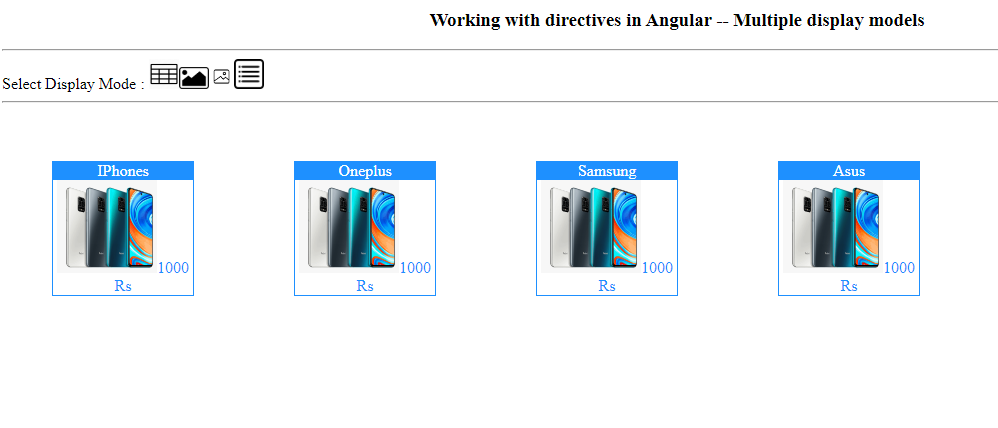 Working with directives in Angular -- Multiple display models
Select Display Mode :
IPhones Oneplus Samsung Asus
1000 1000 1000 1000
Rs Rs Rs Rs